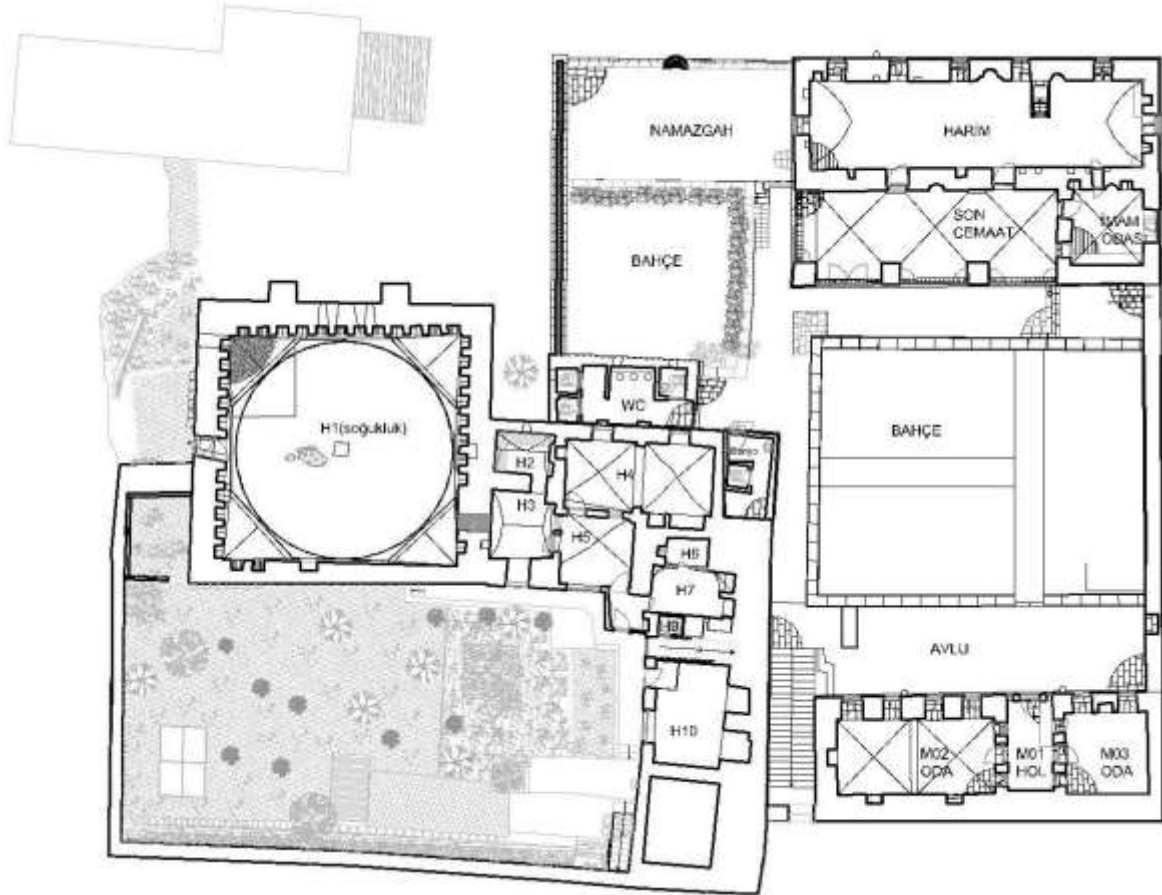 NAMAZGAH
HARİM
SON
CEMAAT
İMAM
ODASI
BAHÇE
WC
H1(soğukluk)
BAHÇE
H2
H4
H3
H5
H6
H7
H8
AVLU
H10
M02
ODA
M01
HOL
M03
ODA